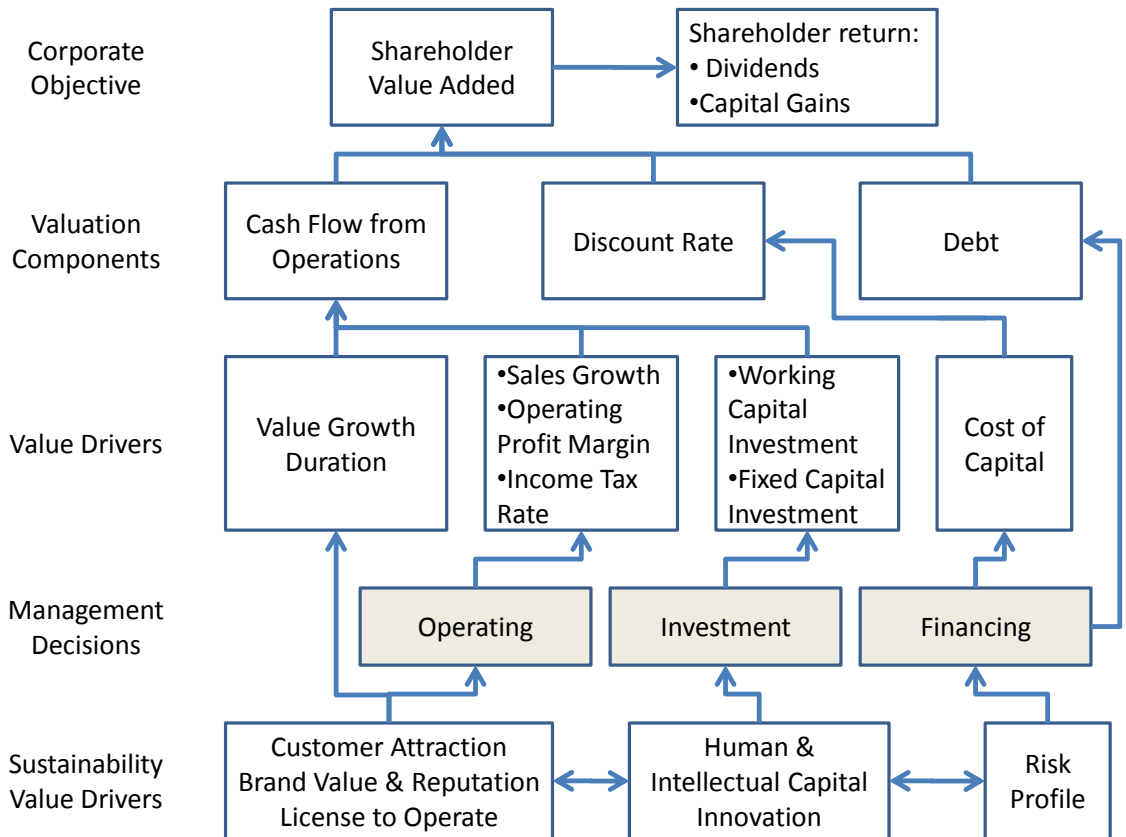 Corporate
Objective
Shareholder
Value Added
Shareholder return:
• Dividends
•Capital Gains
Valuation
Components
Cash Flow from
Operations
Discount Rate
Debt
Value Drivers
Value Growth
Duration
•Sales Growth
•Operating
Profit Margin
•Income Tax
Rate
•Working
Capital
Investment
•Fixed Capital
Investment
Cost of
Capital
Management
Decisions
Operating
Investment
Financing
Sustainability
Value Drivers
Customer Attraction
Brand Value & Reputation
License to Operate
Human &
Intellectual Capital
Innovation
Risk
Profile